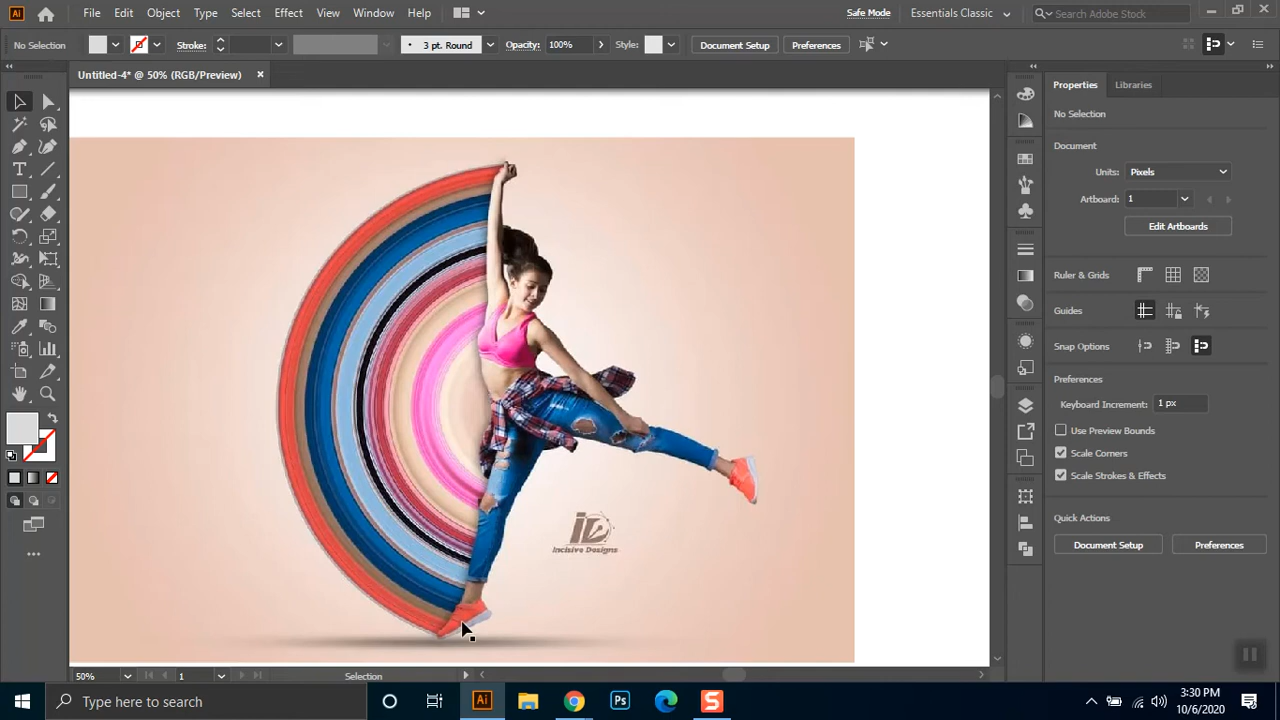 Ai File Edit Object Type Select Effect View Window Help Safe Mode Essentials Classic Search Adobe Stock
No Selection Stroke: 3 pt. Round Opacity: 100% Style: Document Setup Preferences
Untitled-4* @ 50% (RGB/Preview)
Properties Libraries
No Selection
Document
Units: Pixels
Artboard: 1
Edit Artboards
Ruler & Grids
Guides
Snap Options
Preferences
Keyboard Increment: 1 px
Use Preview Bounds
Scale Corners
Scale Strokes & Effects
Quick Actions
Document Setup Preferences
iD
Incisive Designs
50% 1 Selection
Type here to search Ai Ps S 3:30 PM
10/6/2020